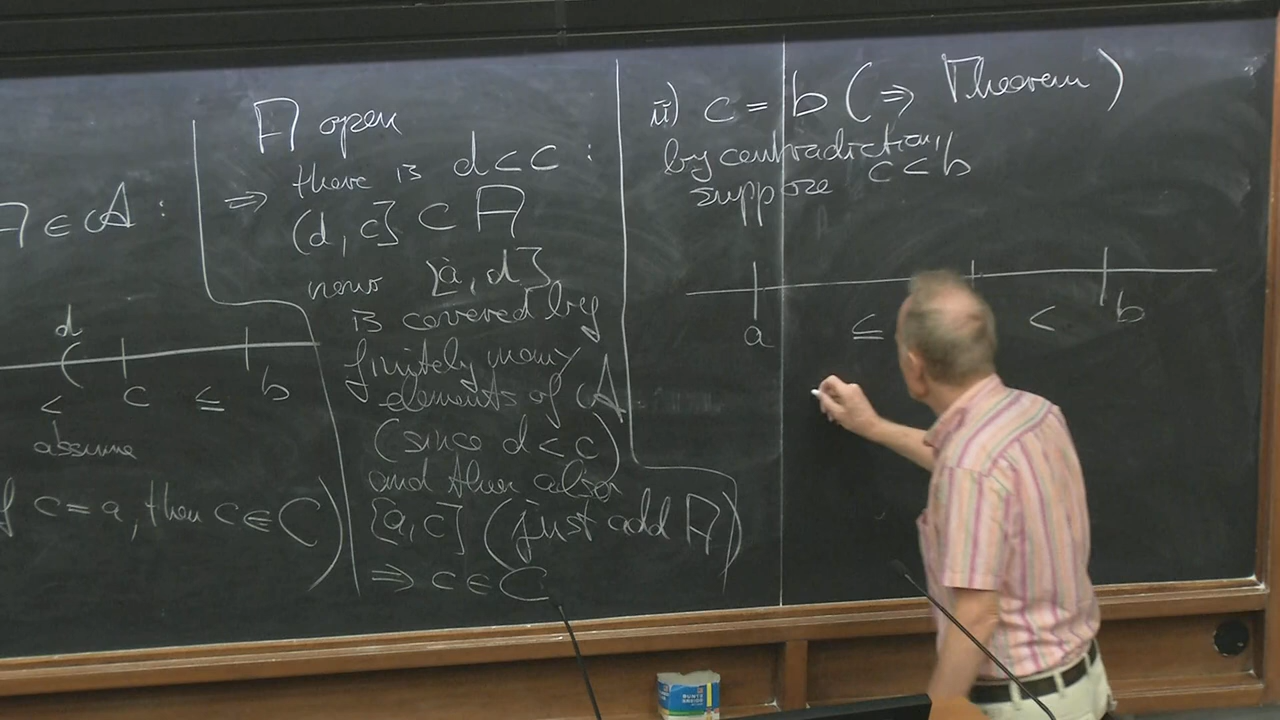 A ∈ 𝒜 :
d
< c ≤ b
assume
if c = a, then c ∈ C)
A open
⇒ there is d < c :
(d, c] ⊂ A
now [a, d]
is covered by
finitely many
elements of 𝒜
(since d < c)
and then also
[a, c] (just add A)
⇒ c ∈ C
ii) c = b (⇒ Theorem)
by contradiction,
suppose c < b
a ≤ < b